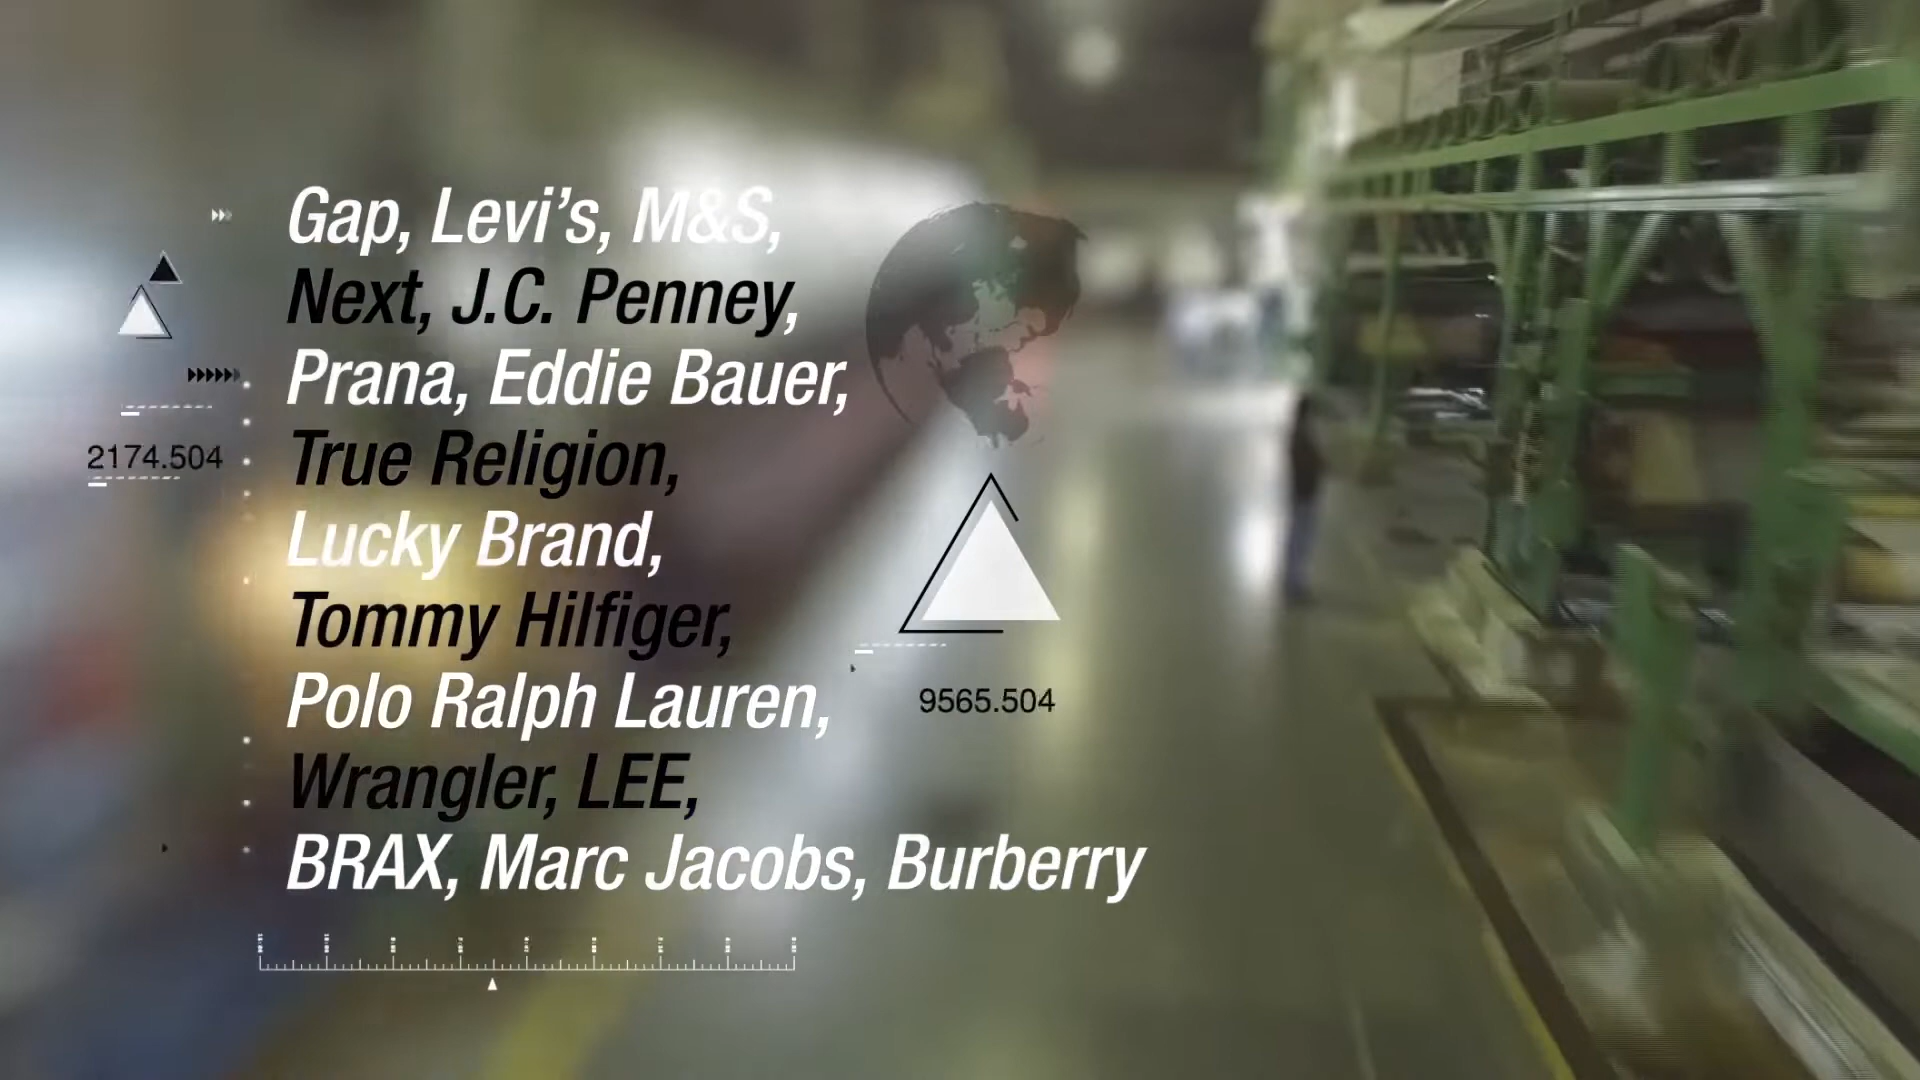 Gap, Levi’s, M&S,
Next, J.C. Penney,
Prana, Eddie Bauer,
True Religion,
2174.504
Lucky Brand,
Tommy Hilfiger,
Polo Ralph Lauren,
9565.504
Wrangler, LEE,
BRAX, Marc Jacobs, Burberry